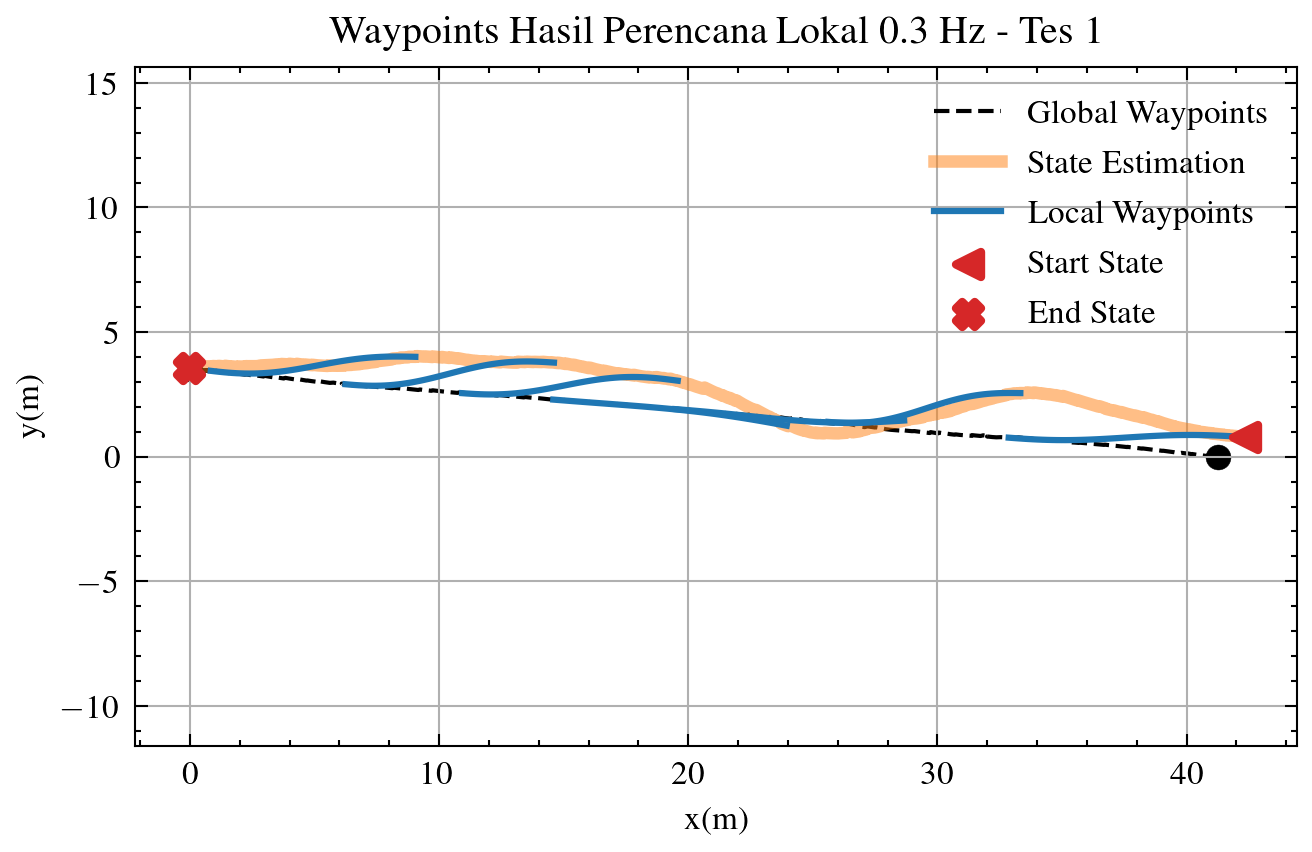 Waypoints Hasil Perencana Lokal 0.3 Hz - Tes 1
Global Waypoints
State Estimation
Local Waypoints
Start State
End State
y(m)
15
10
5
0
−5
−10
0
10
20
30
40
x(m)